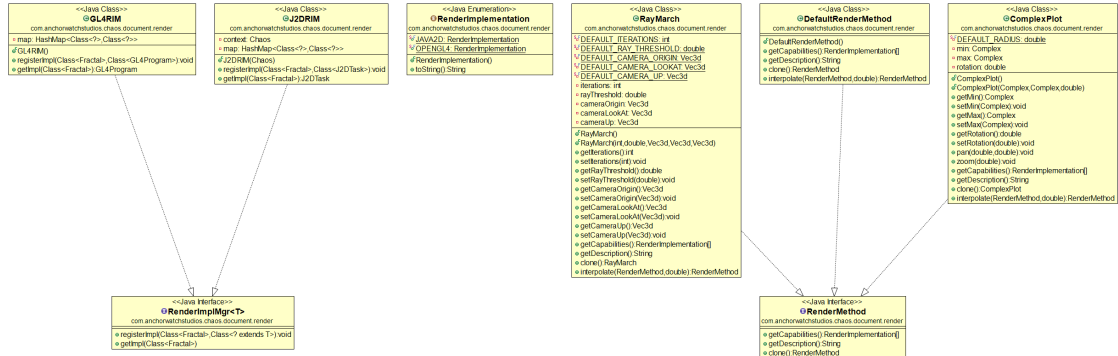 <<Java Class>>
GL4RIM
com.anchorwatchstudios.chaos.document.render
map: HashMap<Class<?>,Class<?>>
GL4RIM()
registerImpl(Class<Fractal>,Class<GL4Program>):void
getImpl(Class<Fractal>):GL4Program
<<Java Class>>
J2DRIM
com.anchorwatchstudios.chaos.document.render
context: Chaos
map: HashMap<Class<?>,Class<?>>
J2DRIM(Chaos)
registerImpl(Class<Fractal>,Class<J2DTask>):void
getImpl(Class<Fractal>):J2DTask
<<Java Enumeration>>
RenderImplementation
com.anchorwatchstudios.chaos.document.render
JAVA2D: RenderImplementation
OPENGL4: RenderImplementation
RenderImplementation()
toString():String
<<Java Class>>
RayMarch
com.anchorwatchstudios.chaos.document.render
DEFAULT_ITERATIONS: int
DEFAULT_RAY_THRESHOLD: double
DEFAULT_CAMERA_ORIGIN: Vec3d
DEFAULT_CAMERA_LOOKAT: Vec3d
DEFAULT_CAMERA_UP: Vec3d
iterations: int
rayThreshold: double
cameraOrigin: Vec3d
cameraLookAt: Vec3d
cameraUp: Vec3d
RayMarch()
RayMarch(int,double,Vec3d,Vec3d,Vec3d)
getIterations():int
setIterations(int):void
getRayThreshold():double
setRayThreshold(double):void
getCameraOrigin():Vec3d
setCameraOrigin(Vec3d):void
getCameraLookAt():Vec3d
setCameraLookAt(Vec3d):void
getCameraUp():Vec3d
setCameraUp(Vec3d):void
getCapabilities():RenderImplementation[]
getDescription():String
clone():RayMarch
interpolate(RenderMethod,double):RenderMethod
<<Java Class>>
DefaultRenderMethod
com.anchorwatchstudios.chaos.document.render
DefaultRenderMethod()
getCapabilities():RenderImplementation[]
getDescription():String
clone():RenderMethod
interpolate(RenderMethod,double):RenderMethod
<<Java Class>>
ComplexPlot
com.anchorwatchstudios.chaos.document.render
DEFAULT_RADIUS: double
min: Complex
max: Complex
rotation: double
ComplexPlot()
ComplexPlot(Complex,Complex,double)
getMin():Complex
setMin(Complex):void
getMax():Complex
setMax(Complex):void
getRotation():double
setRotation(double):void
pan(double,double):void
zoom(double):void
getCapabilities():RenderImplementation[]
getDescription():String
clone():ComplexPlot
interpolate(RenderMethod,double):RenderMethod
<<Java Interface>>
RenderImplMgr<T>
com.anchorwatchstudios.chaos.document.render
registerImpl(Class<Fractal>,Class<? extends T>):void
getImpl(Class<Fractal>)
<<Java Interface>>
RenderMethod
com.anchorwatchstudios.chaos.document.render
getCapabilities():RenderImplementation[]
getDescription():String
clone():RenderMethod